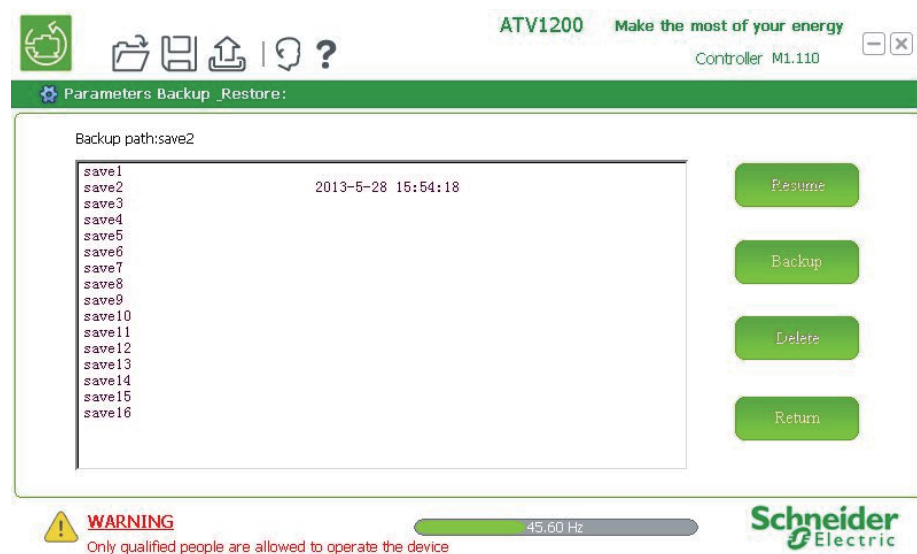 ATV1200
Make the most of your energy
?
Controller M1.110
Parameters Backup _Restore:
Backup path:save2
save1
save2 2013-5-28 15:54:18
save3
save4
save5
save6
save7
save8
save9
save10
save11
save12
save13
save14
save15
save16
Resume
Backup
Delete
Return
WARNING
Only qualified people are allowed to operate the device
45.60 Hz
Schneider
Electric